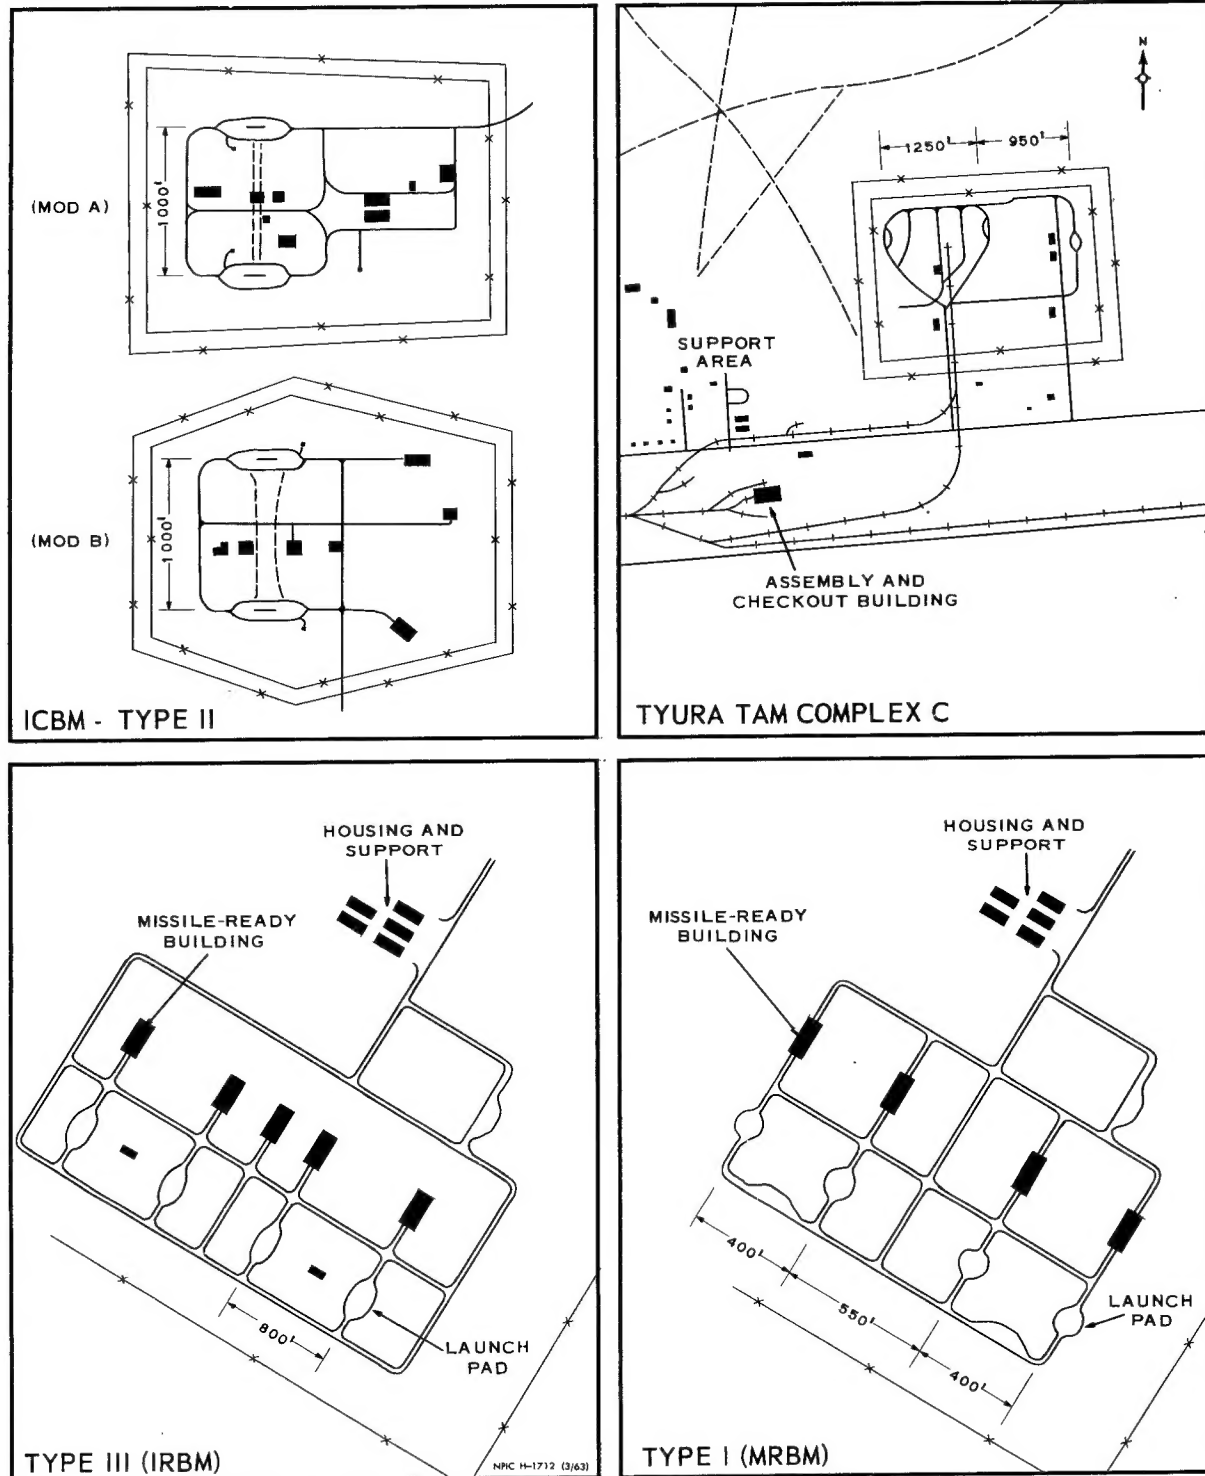 (MOD A)
1000'
(MOD B)
1000'
ICBM - TYPE II
N
1250'
950'
SUPPORT
AREA
ASSEMBLY AND
CHECKOUT BUILDING
TYURA TAM COMPLEX C
HOUSING AND
SUPPORT
MISSILE-READY
BUILDING
800'
LAUNCH
PAD
TYPE III (IRBM)
NPIC H-1712 (3/63)
HOUSING AND
SUPPORT
MISSILE-READY
BUILDING
400'
550'
400'
LAUNCH
PAD
TYPE I (MRBM)